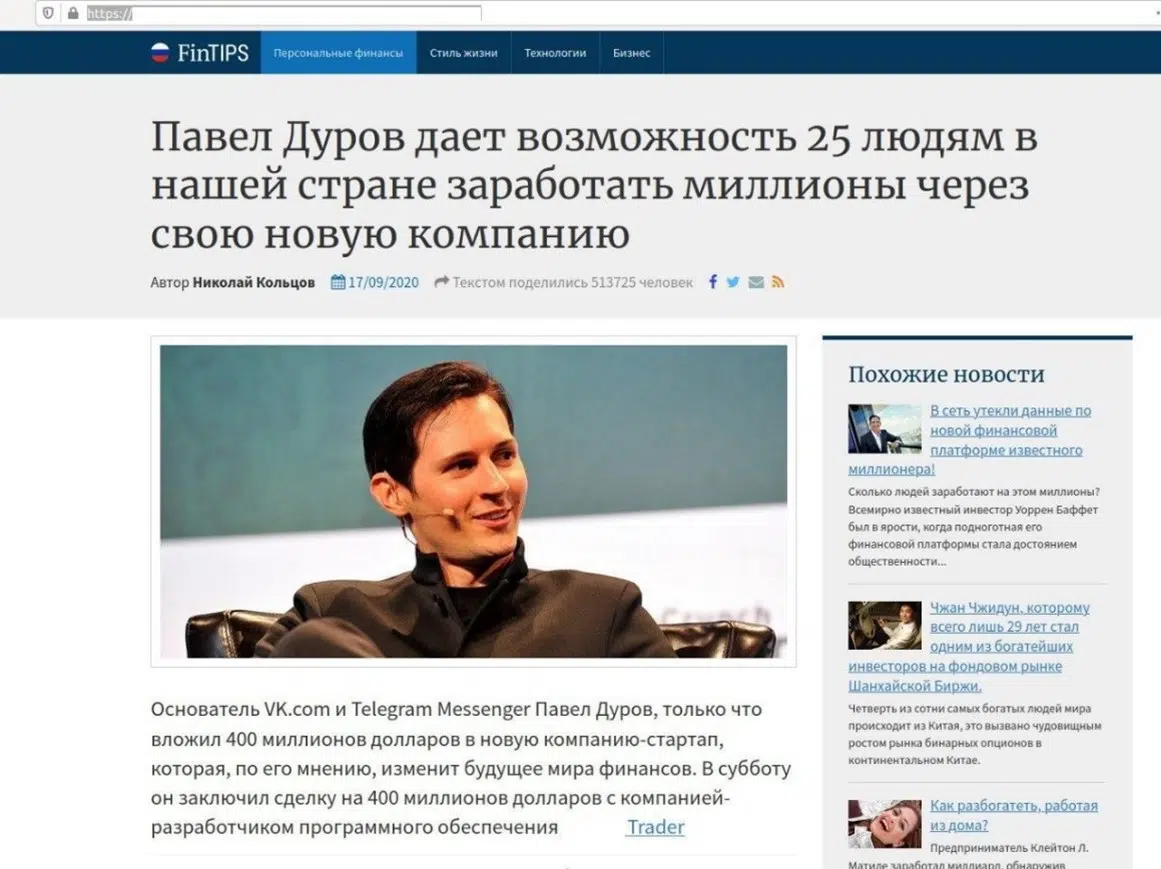 https://
FinTIPS Персональные финансы Стиль жизни Технологии Бизнес
Павел Дуров дает возможность 25 людям в
нашей стране заработать миллионы через
свою новую компанию
Автор Николай Кольцов 17/09/2020 Текстом поделились 513725 человек
Основатель VK.com и Telegram Messenger Павел Дуров, только что
вложил 400 миллионов долларов в новую компанию-стартап,
которая, по его мнению, изменит будущее мира финансов. В субботу
он заключил сделку на 400 миллионов долларов с компанией-
разработчиком программного обеспечения Trader
Похожие новости
В сеть утекли данные по
новой финансовой
платформе известного
миллионера!
Сколько людей заработают на этом миллионы?
Всемирно известный инвестор Уоррен Баффет
был в ярости, когда подноготная его
финансовой платформы стала достоянием
общественности...
Чжан Чжидун, которому
всего лишь 29 лет стал
одним из богатейших
инвесторов на фондовом рынке
Шанхайской Биржи.
Четверть из сотни самых богатых людей мира
происходит из Китая, это вызвано чудовищным
ростом рынка бинарных опционов в
континентальном Китае.
Как разбогатеть, работая
из дома?
Предприниматель Клейтон Л.
Матиле заработал миллиард, обнаружив